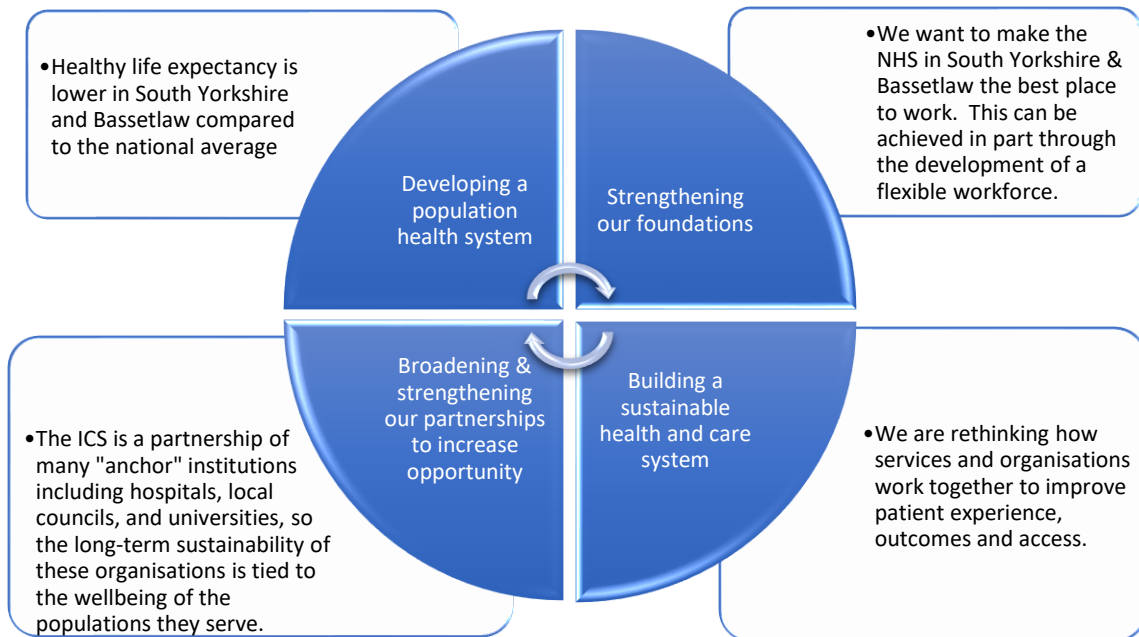 •Healthy life expectancy is
lower in South Yorkshire
and Bassetlaw compared
to the national average
Developing a
population
health system
Strengthening
our foundations
•We want to make the
NHS in South Yorkshire &
Bassetlaw the best place
to work.  This can be
achieved in part through
the development of a
flexible workforce.
•The ICS is a partnership of
many "anchor" institutions
including hospitals, local
councils, and universities, so
the long-term sustainability of
these organisations is tied to
the wellbeing of the
populations they serve.
Broadening &
strengthening
our partnerships
to increase
opportunity
Building a
sustainable
health and care
system
•We are rethinking how
services and organisations
work together to improve
patient experience,
outcomes and access.